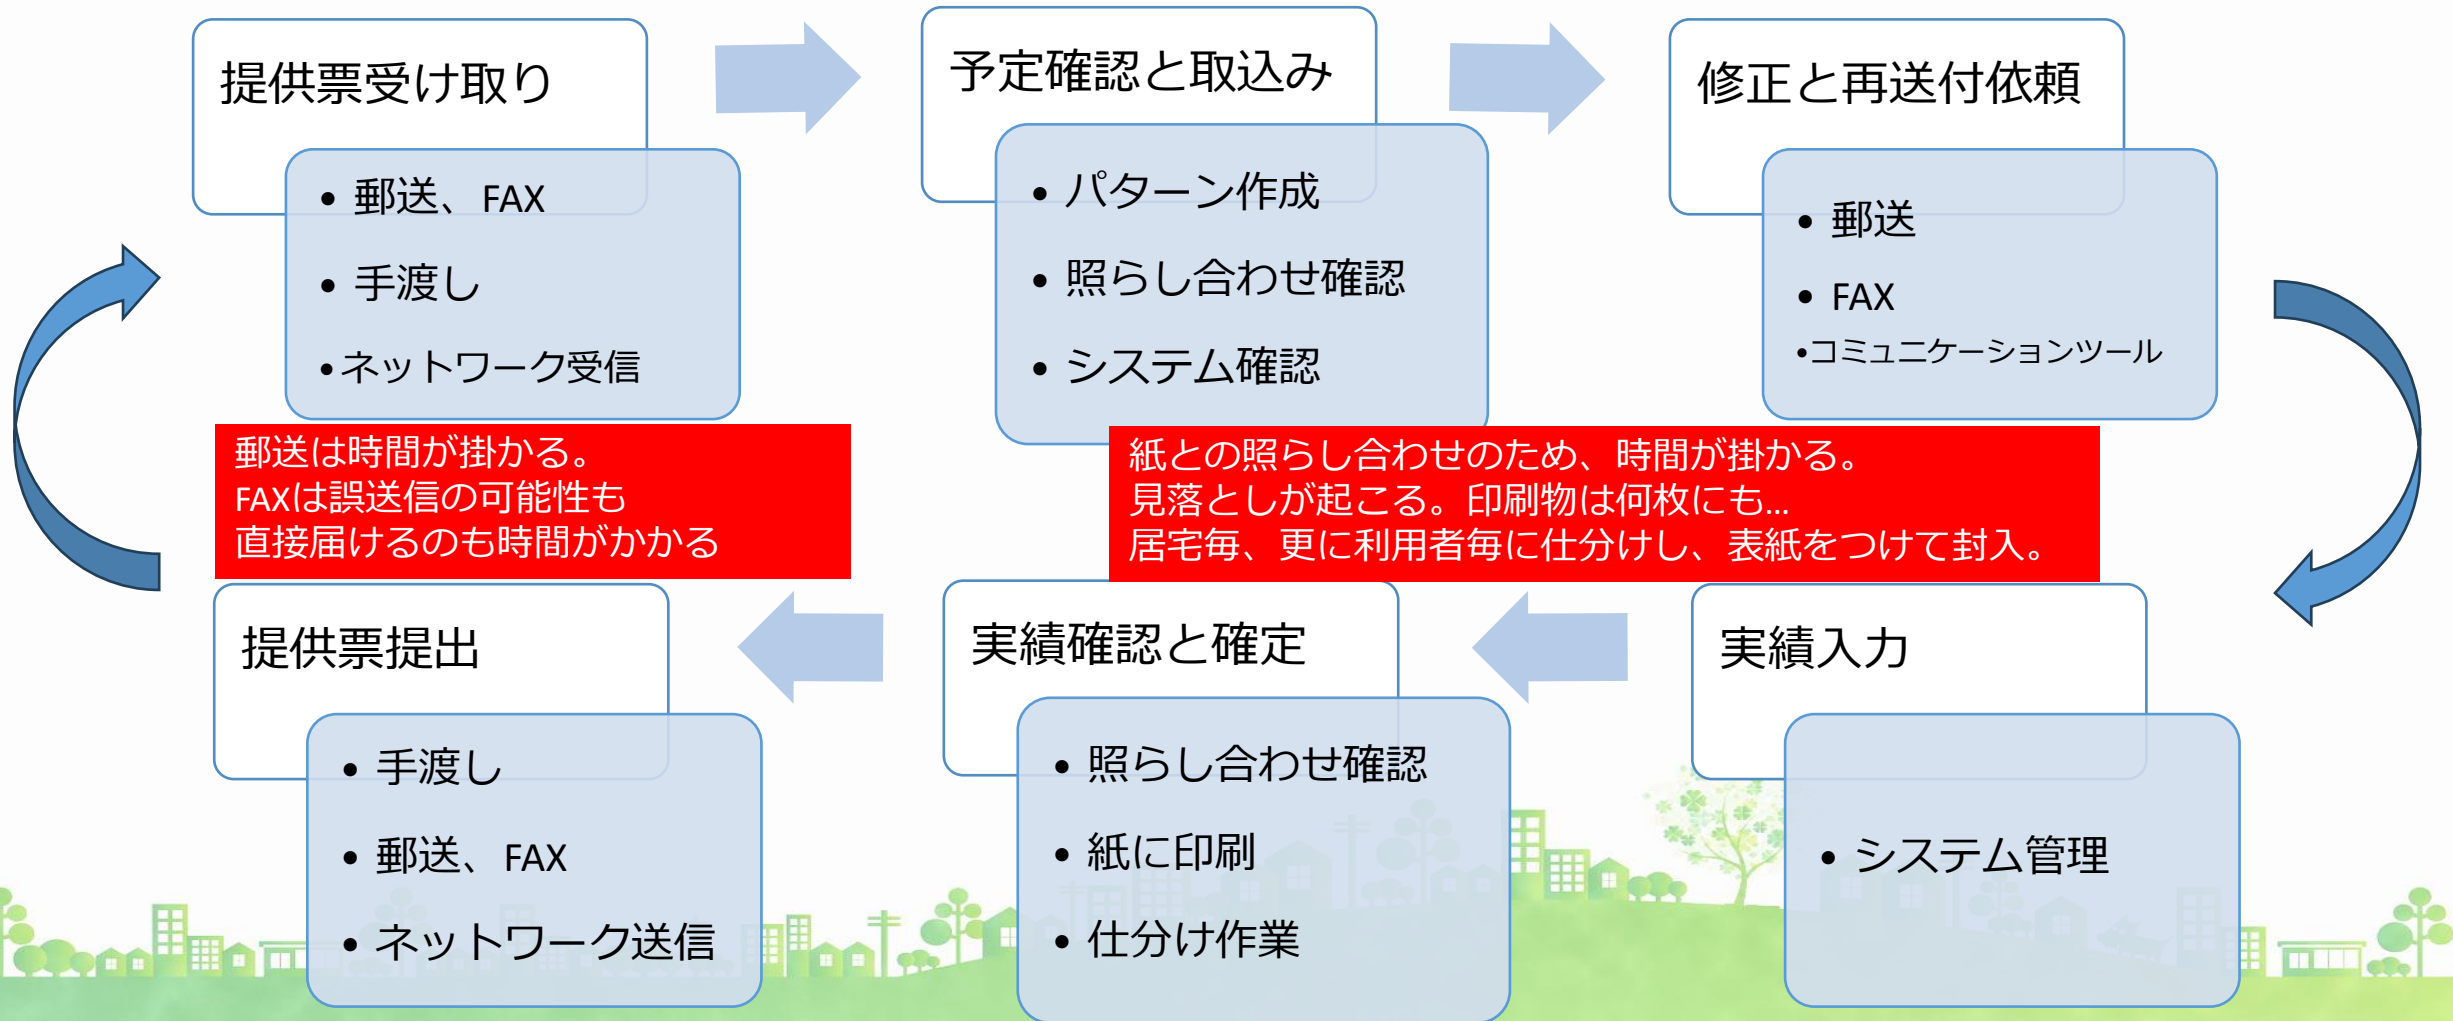 提供票受け取り
• 郵送、FAX
• 手渡し
•ネットワーク受信
予定確認と取込み
• パターン作成
• 照らし合わせ確認
• システム確認
修正と再送付依頼
• 郵送
• FAX
•コミュニケーションツール
郵送は時間が掛かる。
FAXは誤送信の可能性も
直接届けるのも時間がかかる
紙との照らし合わせのため、時間が掛かる。
見落としが起こる。印刷物は何枚にも…
居宅毎、更に利用者毎に仕分けし、表紙をつけて封入。
提供票提出
• 手渡し
• 郵送、FAX
• ネットワーク送信
実績確認と確定
• 照らし合わせ確認
• 紙に印刷
• 仕分け作業
実績入力
• システム管理